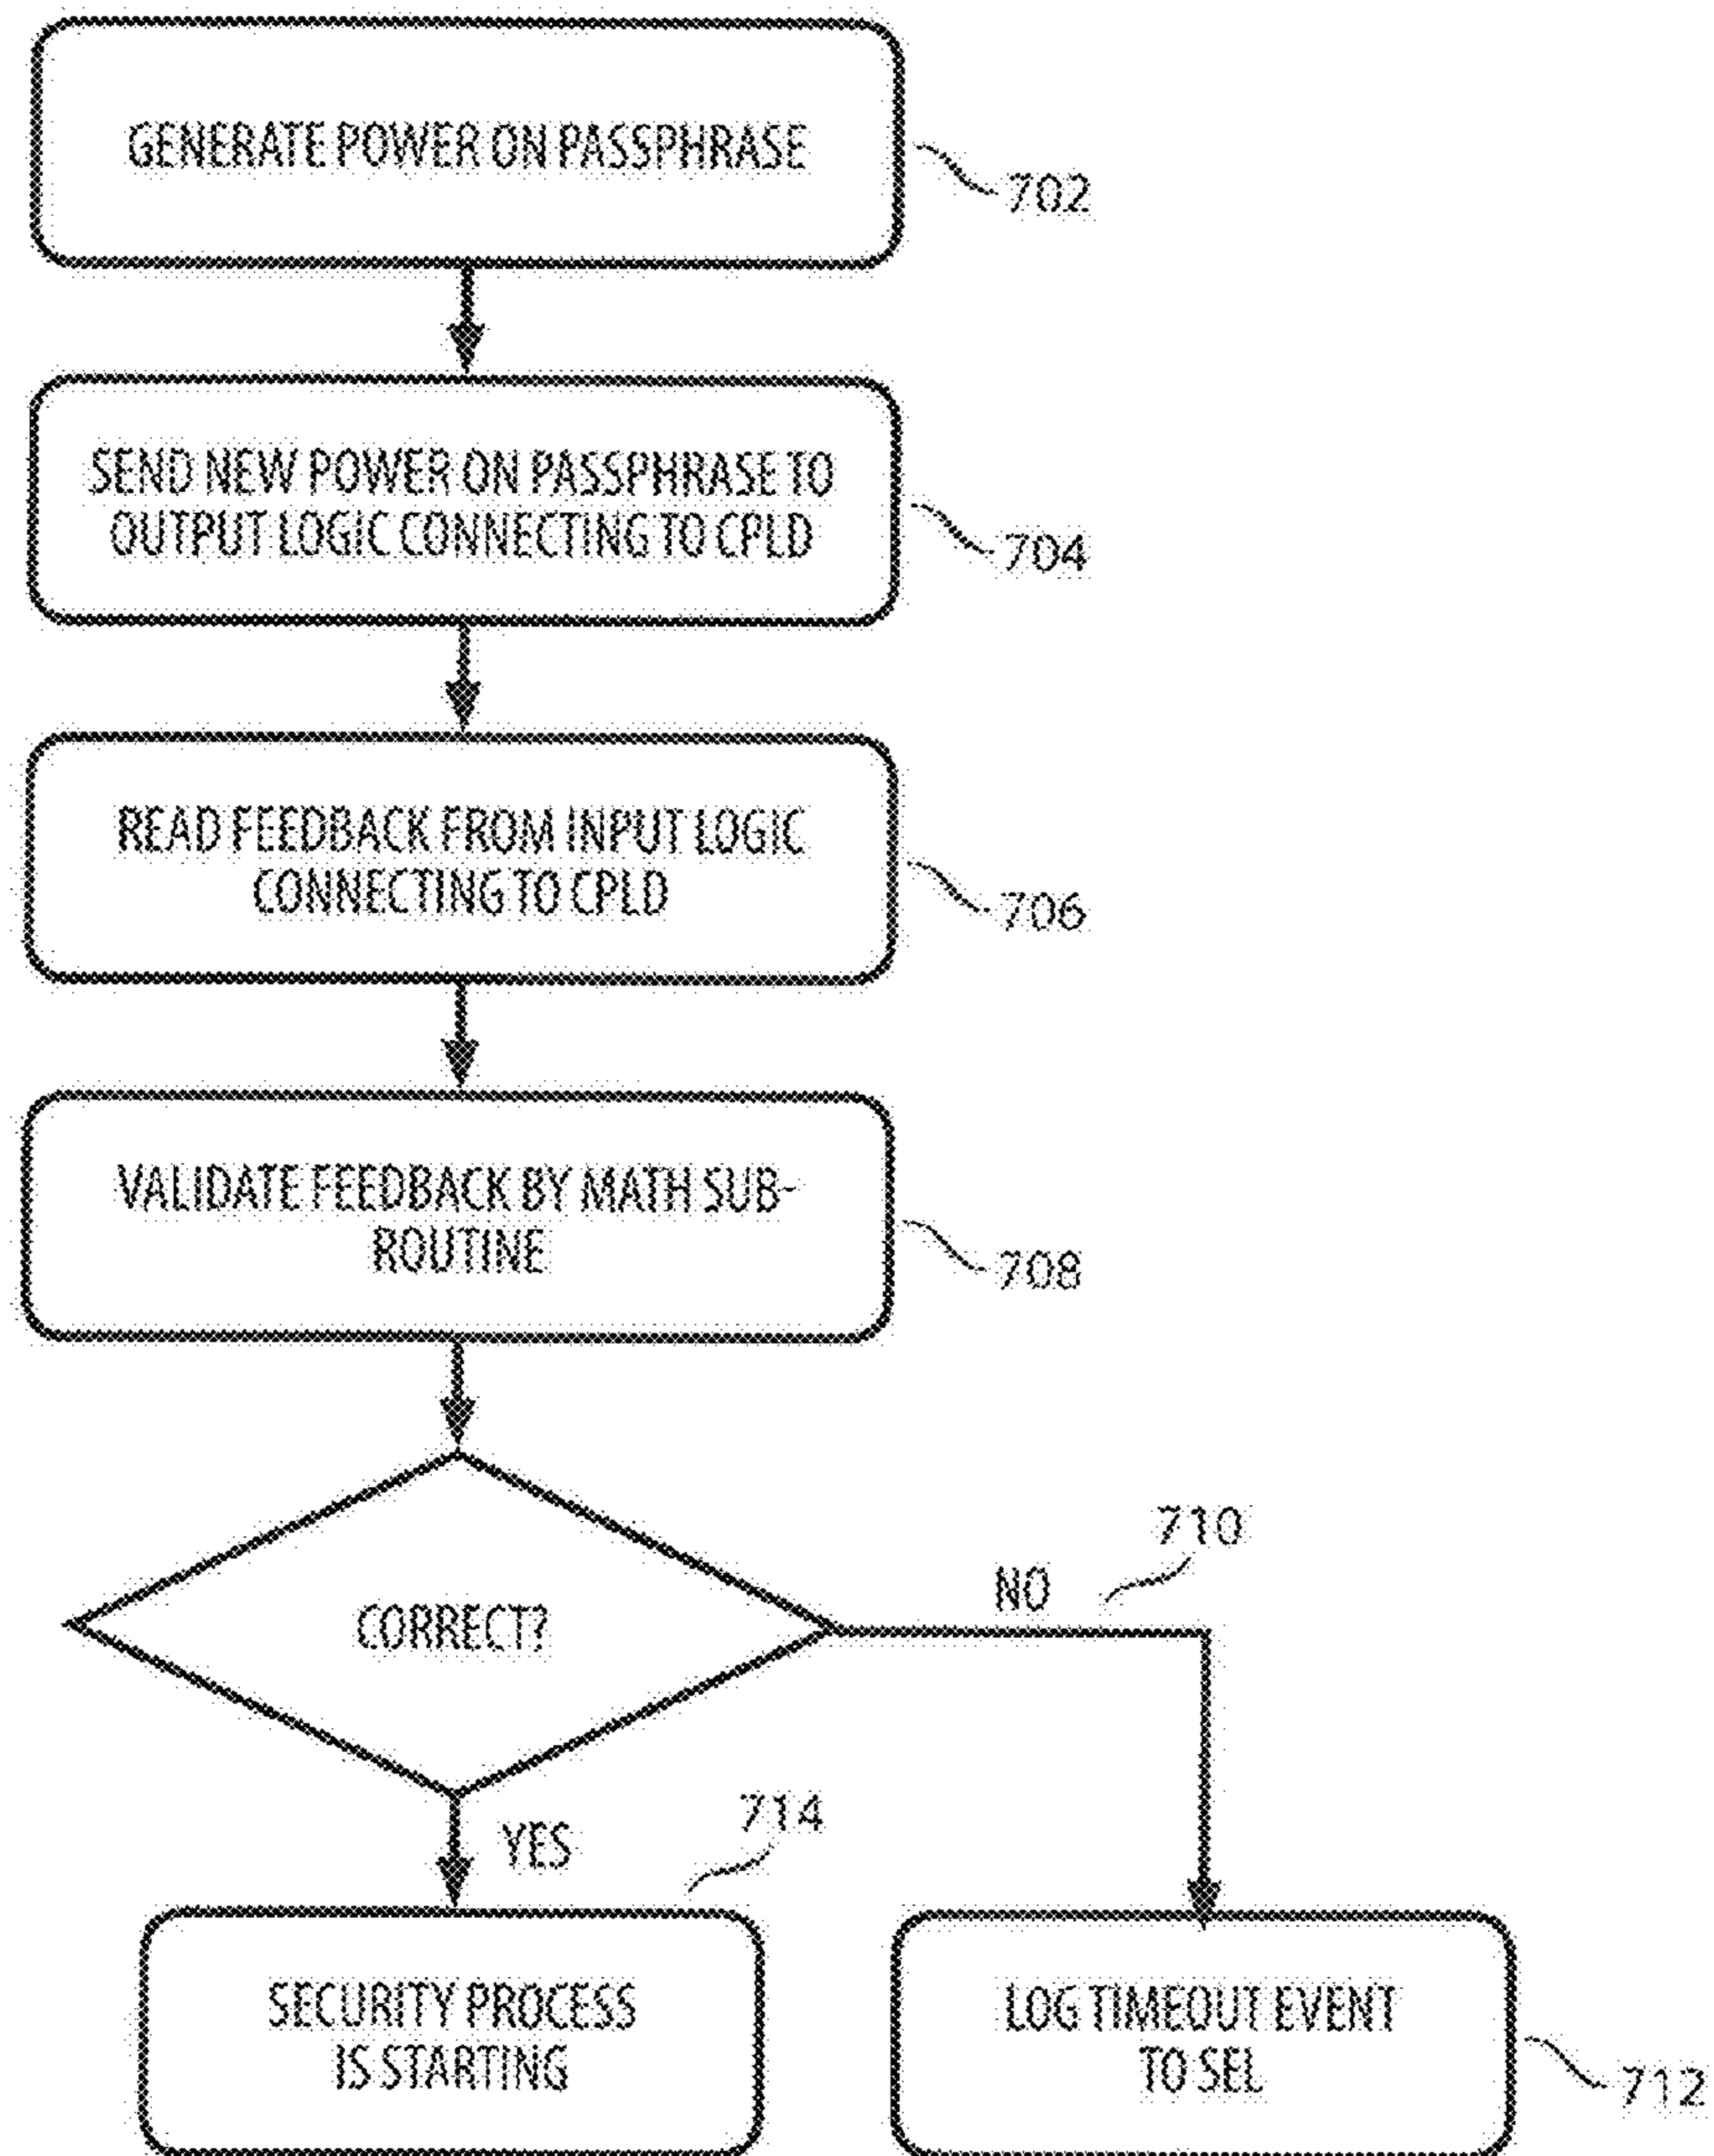 GENERATE POWER ON PASSPHRASE
702
SEND NEW POWER ON PASSPHRASE TO
OUTPUT LOGIC CONNECTING TO CPLD
704
READ FEEDBACK FROM INPUT LOGIC
CONNECTING TO CPLD
706
VALIDATE FEEDBACK BY MATH SUB-
ROUTINE
708
CORRECT?
NO
710
YES
714
SECURITY PROCESS
IS STARTING
LOG TIMEOUT EVENT
TO SEL
712